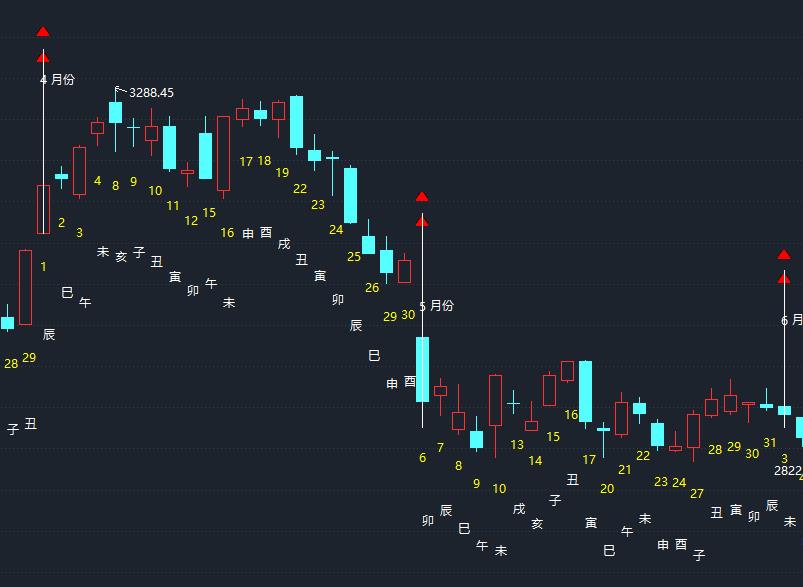 4 月份
3288.45
28 29 1 2 3 4 8 9 10 11 12 15 16 17 18 19 22 23 24 25 26 29 30
子 丑 辰 巳 午 未 亥 子 丑 寅 卯 午 未 申 酉 戌 丑 寅 卯 辰 巳 申 酉
5 月份
6 7 8 9 10 13 14 15 16 17 20 21 22 23 24 27 28 29 30 31 3
卯 辰 巳 午 未 戌 亥 子 丑 寅 巳 午 未 申 酉 子 丑 寅 卯 辰 未
6 月
2822